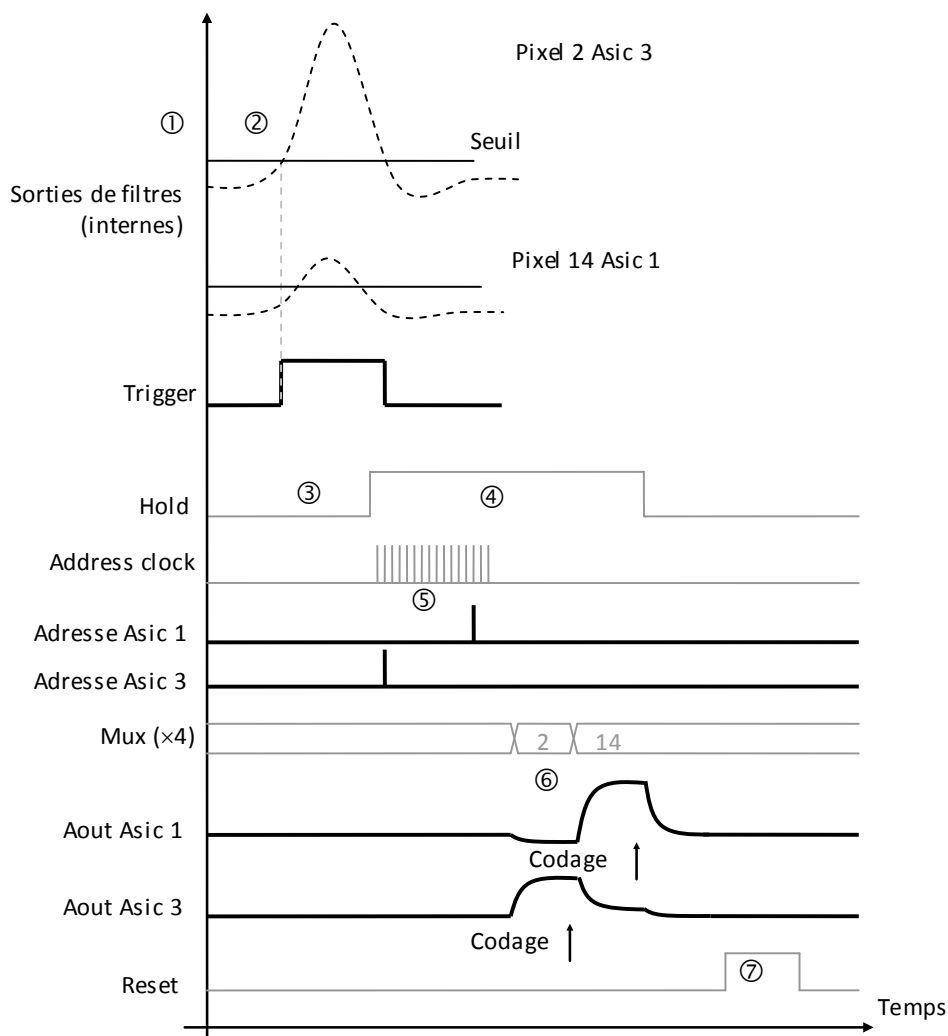 Pixel 2 Asic 3
① ②
Seuil
Sorties de filtres
(internes)
Pixel 14 Asic 1
Trigger
③ ④
Hold
Address clock
⑤
Adresse Asic 1
Adresse Asic 3
Mux (×4)
2 14
⑥
Aout Asic 1
Codage
Aout Asic 3
Codage
⑦
Reset
Temps